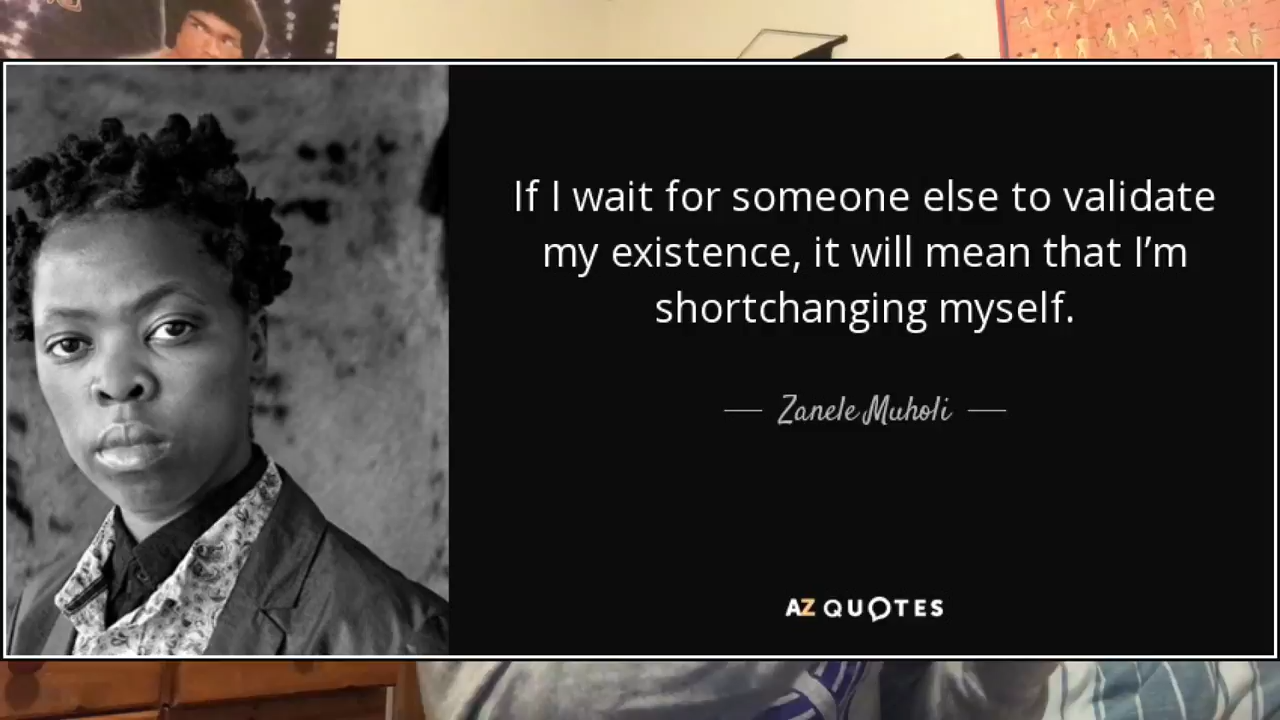 If I wait for someone else to validate
my existence, it will mean that I’m
shortchanging myself.
Zanele Muholi
AZ QUOTES